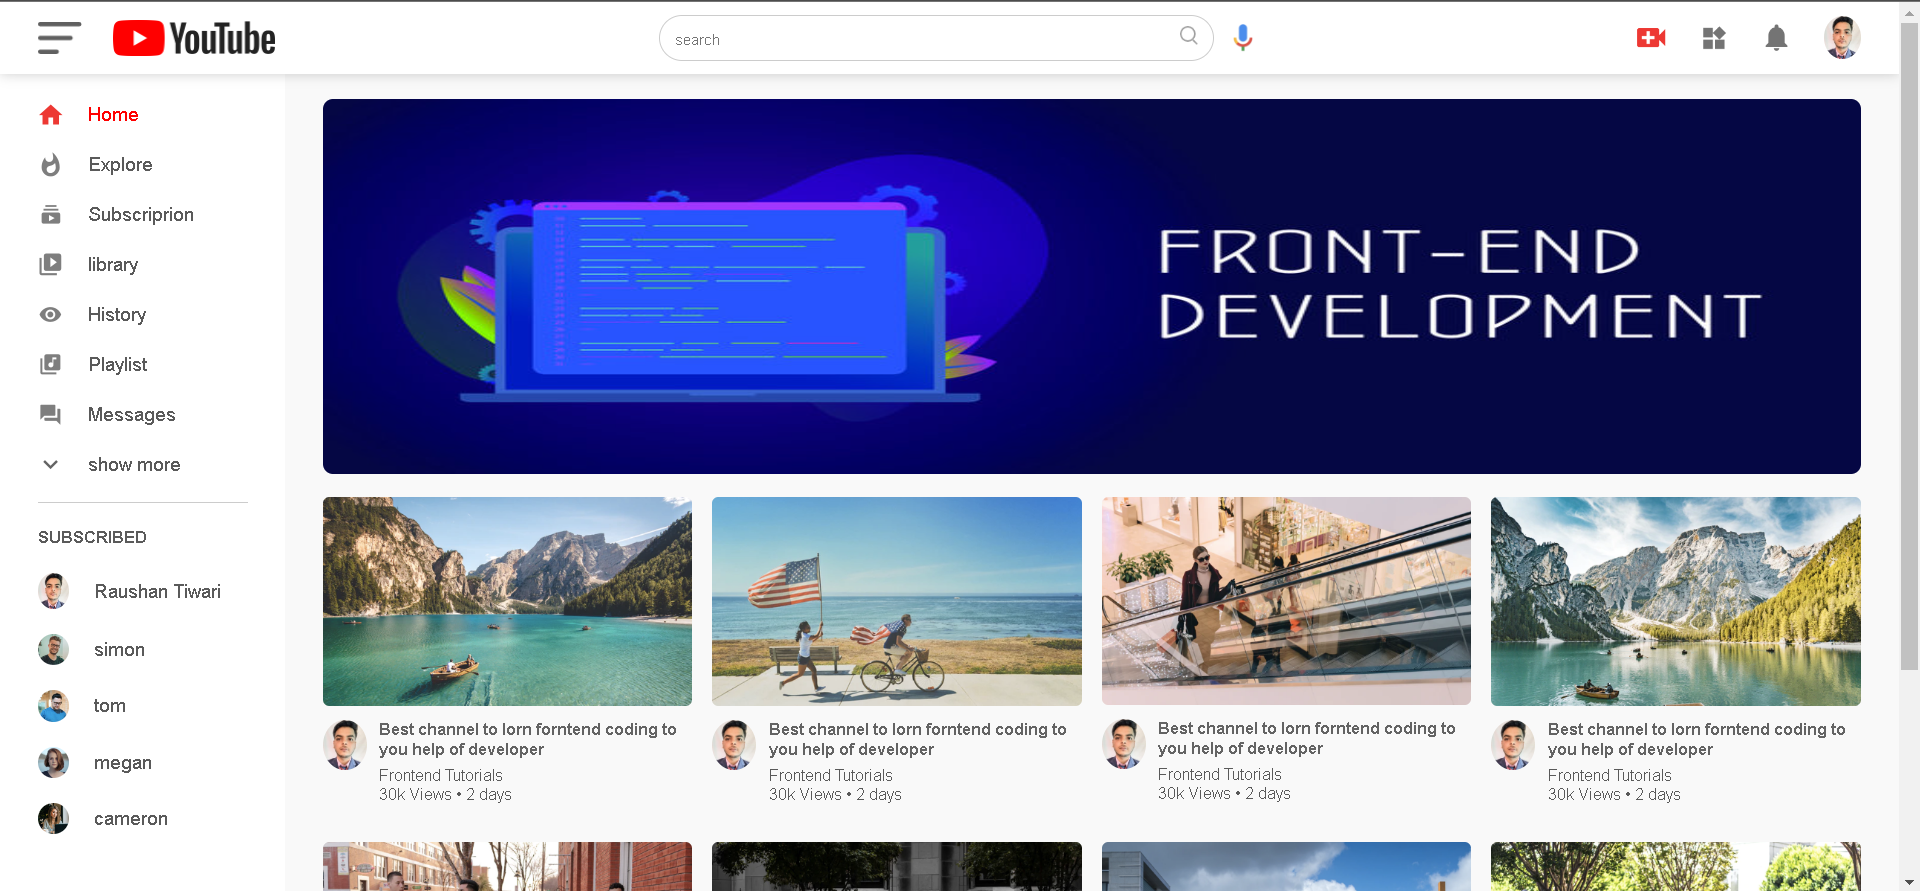 YouTube
search
Home
Explore
Subscriprion
library
History
Playlist
Messages
show more
SUBSCRIBED
Raushan Tiwari
simon
tom
megan
cameron
FRONT-END
DEVELOPMENT
Best channel to lorn forntend coding to
you help of developer
Frontend Tutorials
30k Views • 2 days
Best channel to lorn forntend coding to
you help of developer
Frontend Tutorials
30k Views • 2 days
Best channel to lorn forntend coding to
you help of developer
Frontend Tutorials
30k Views • 2 days
Best channel to lorn forntend coding to
you help of developer
Frontend Tutorials
30k Views • 2 days